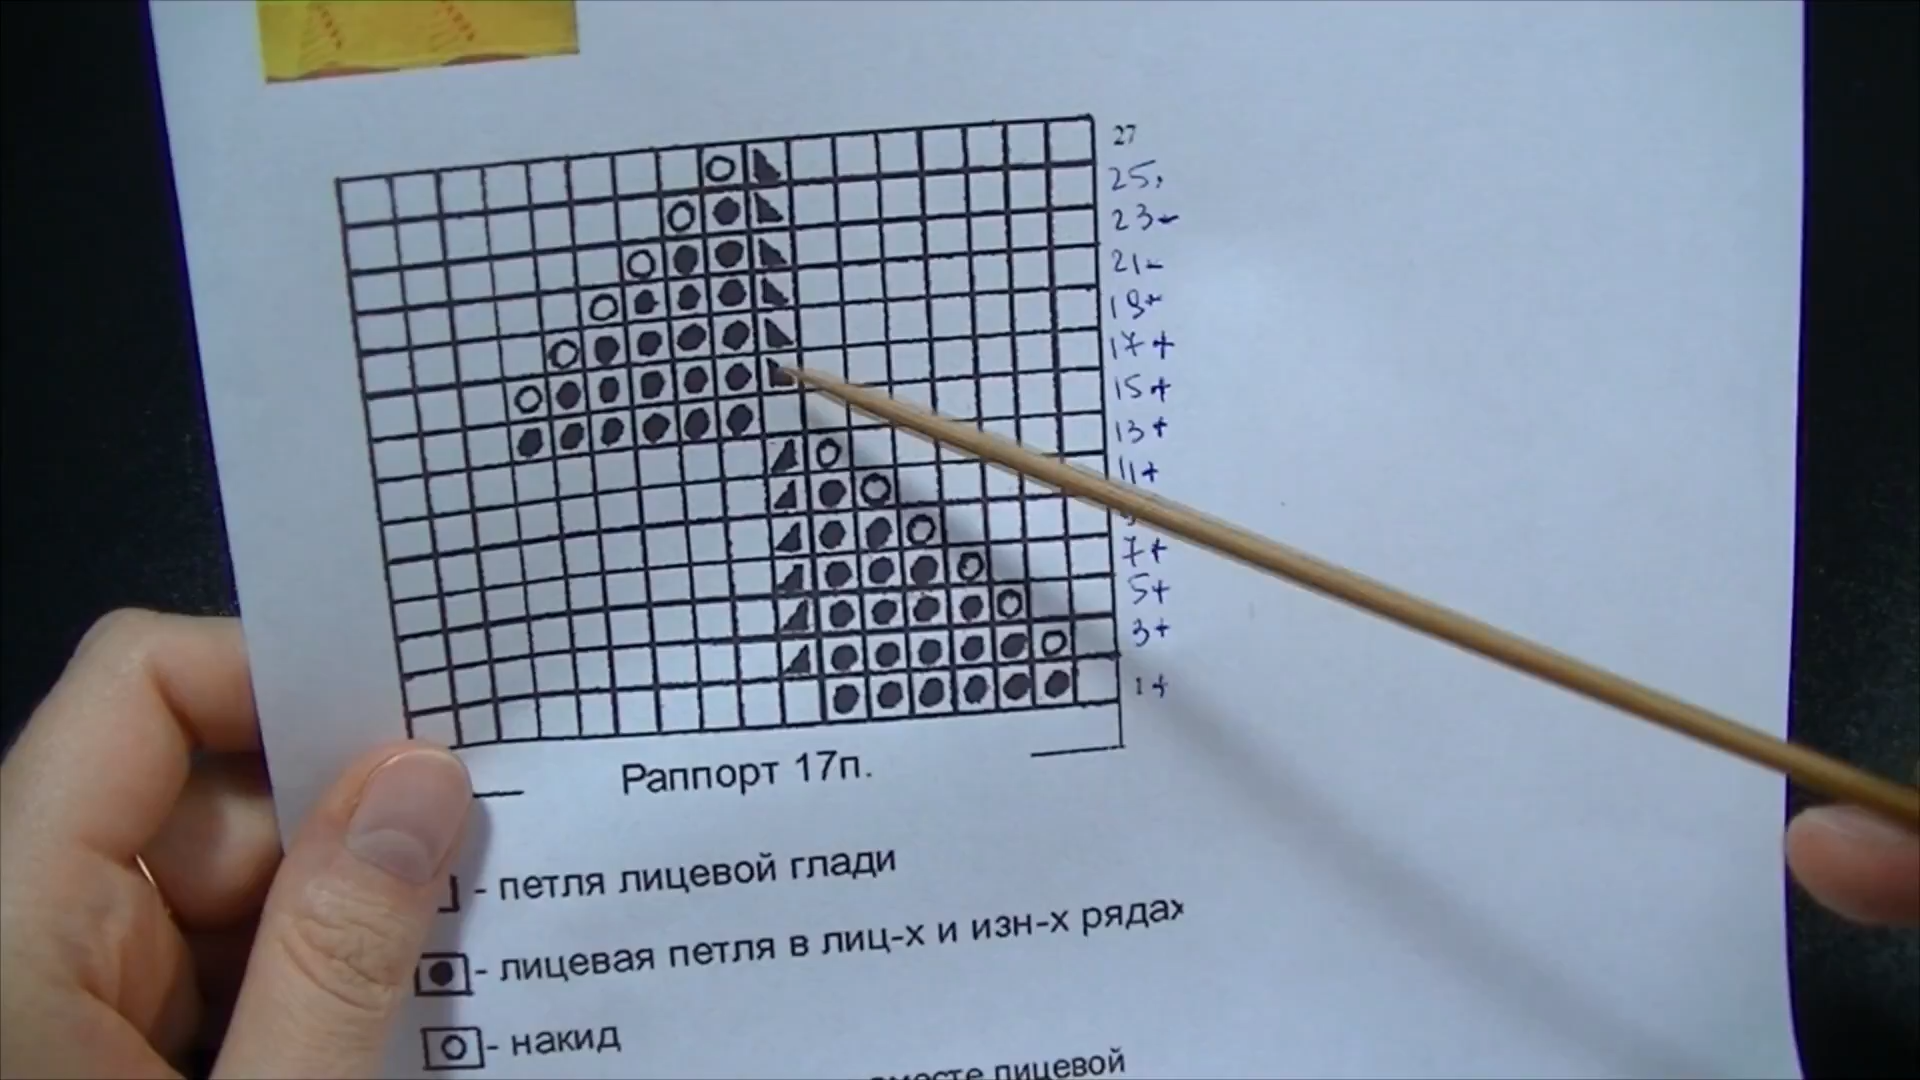 27
25,
23-
21-
19+
17+
15+
13+
11+
7+
5+
3+
1+
Раппорт 17п.
- петля лицевой глади
- лицевая петля в лиц-х и изн-х рядах
- накид
лицевой